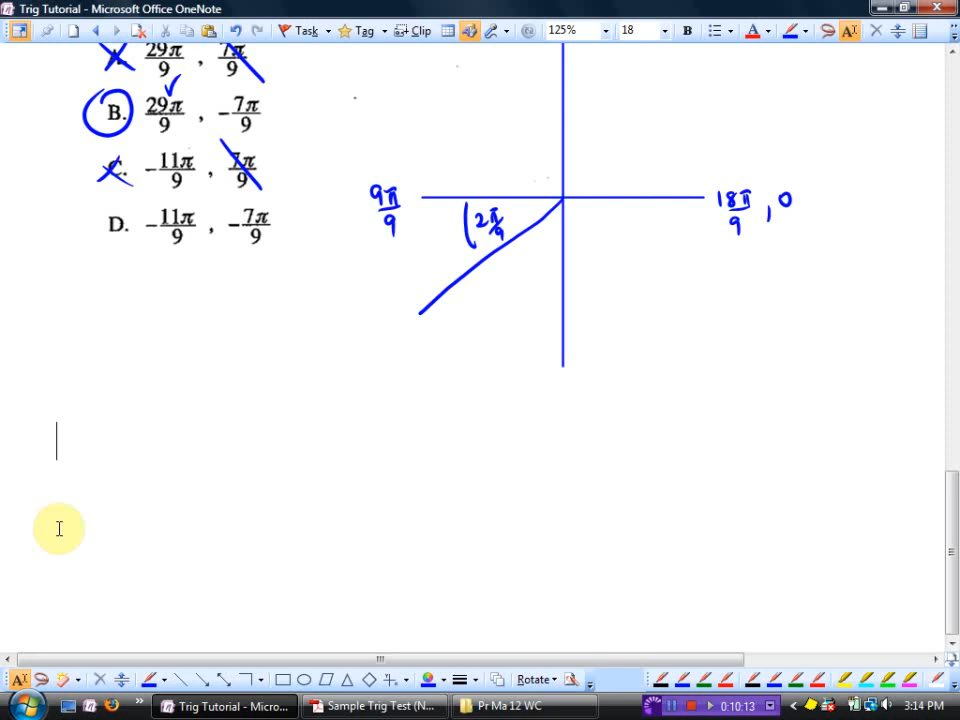 Trig Tutorial - Microsoft Office OneNote
Task Tag Clip 125% 18 B A A
A. 29π/9 , 7π/9
B. 29π/9 , -7π/9
C. -11π/9 , 7π/9
D. -11π/9 , -7π/9
9π/9
2π/9
18π/9 , 0
A Rotate
Trig Tutorial - Micro... Sample Trig Test (N... Pr Ma 12 WC 0:10:13 3:14 PM